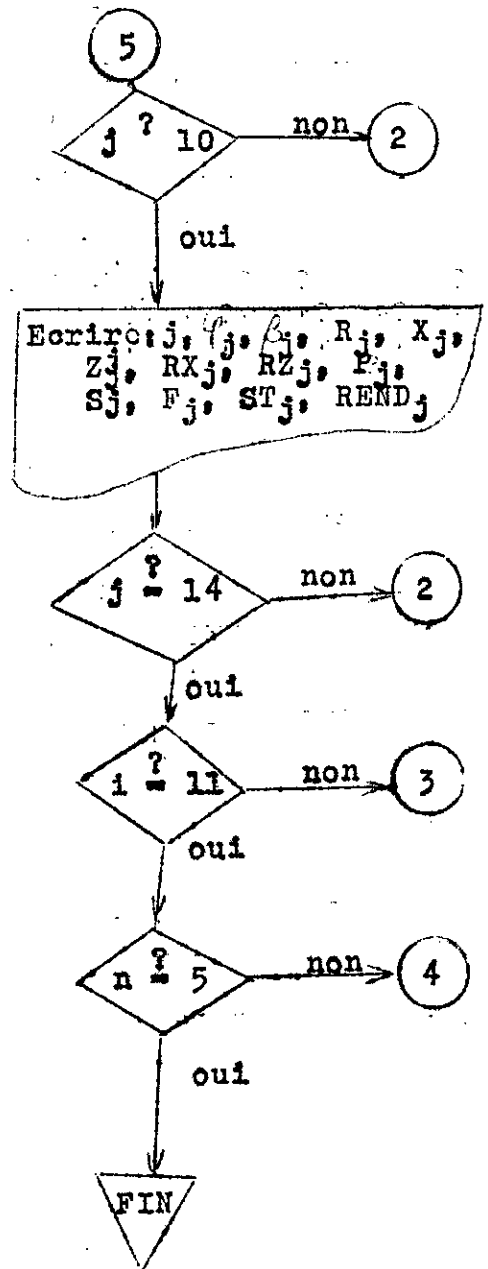 5
j ? 10
non
2
oui
Ecrire: j, φj, βj, Rj, Xj,
Zj, RXj, RZj, Pj,
Sj, Fj, STj, RENDj
j ?= 14
non
2
oui
i ?= 11
non
3
oui
n ?= 5
non
4
oui
FIN